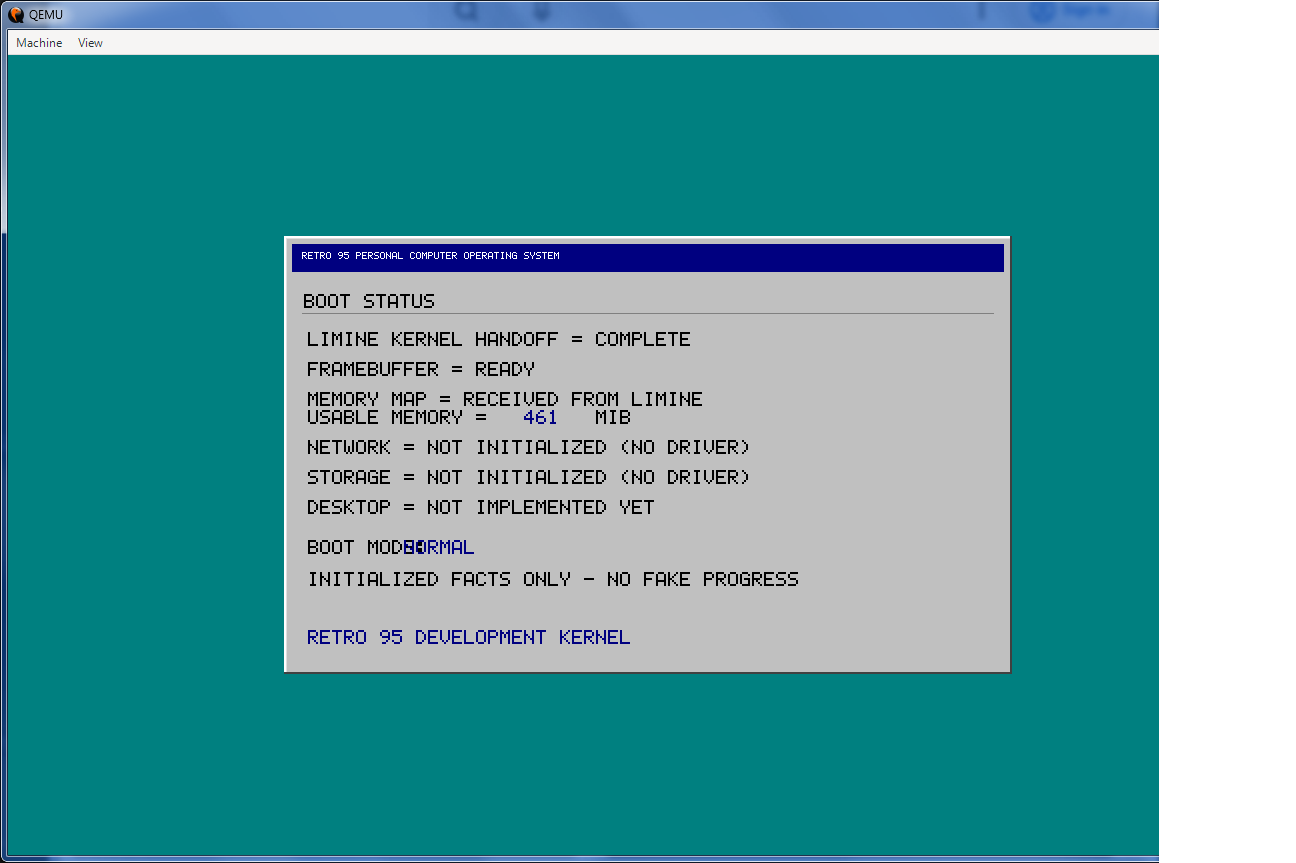 QEMU
Machine View
RETRO 95 PERSONAL COMPUTER OPERATING SYSTEM
BOOT STATUS
LIMINE KERNEL HANDOFF = COMPLETE
FRAMEBUFFER = READY
MEMORY MAP = RECEIVED FROM LIMINE
USABLE MEMORY = 461 MIB
NETWORK = NOT INITIALIZED (NO DRIVER)
STORAGE = NOT INITIALIZED (NO DRIVER)
DESKTOP = NOT IMPLEMENTED YET
BOOT MODE NORMAL
INITIALIZED FACTS ONLY - NO FAKE PROGRESS
RETRO 95 DEVELOPMENT KERNEL